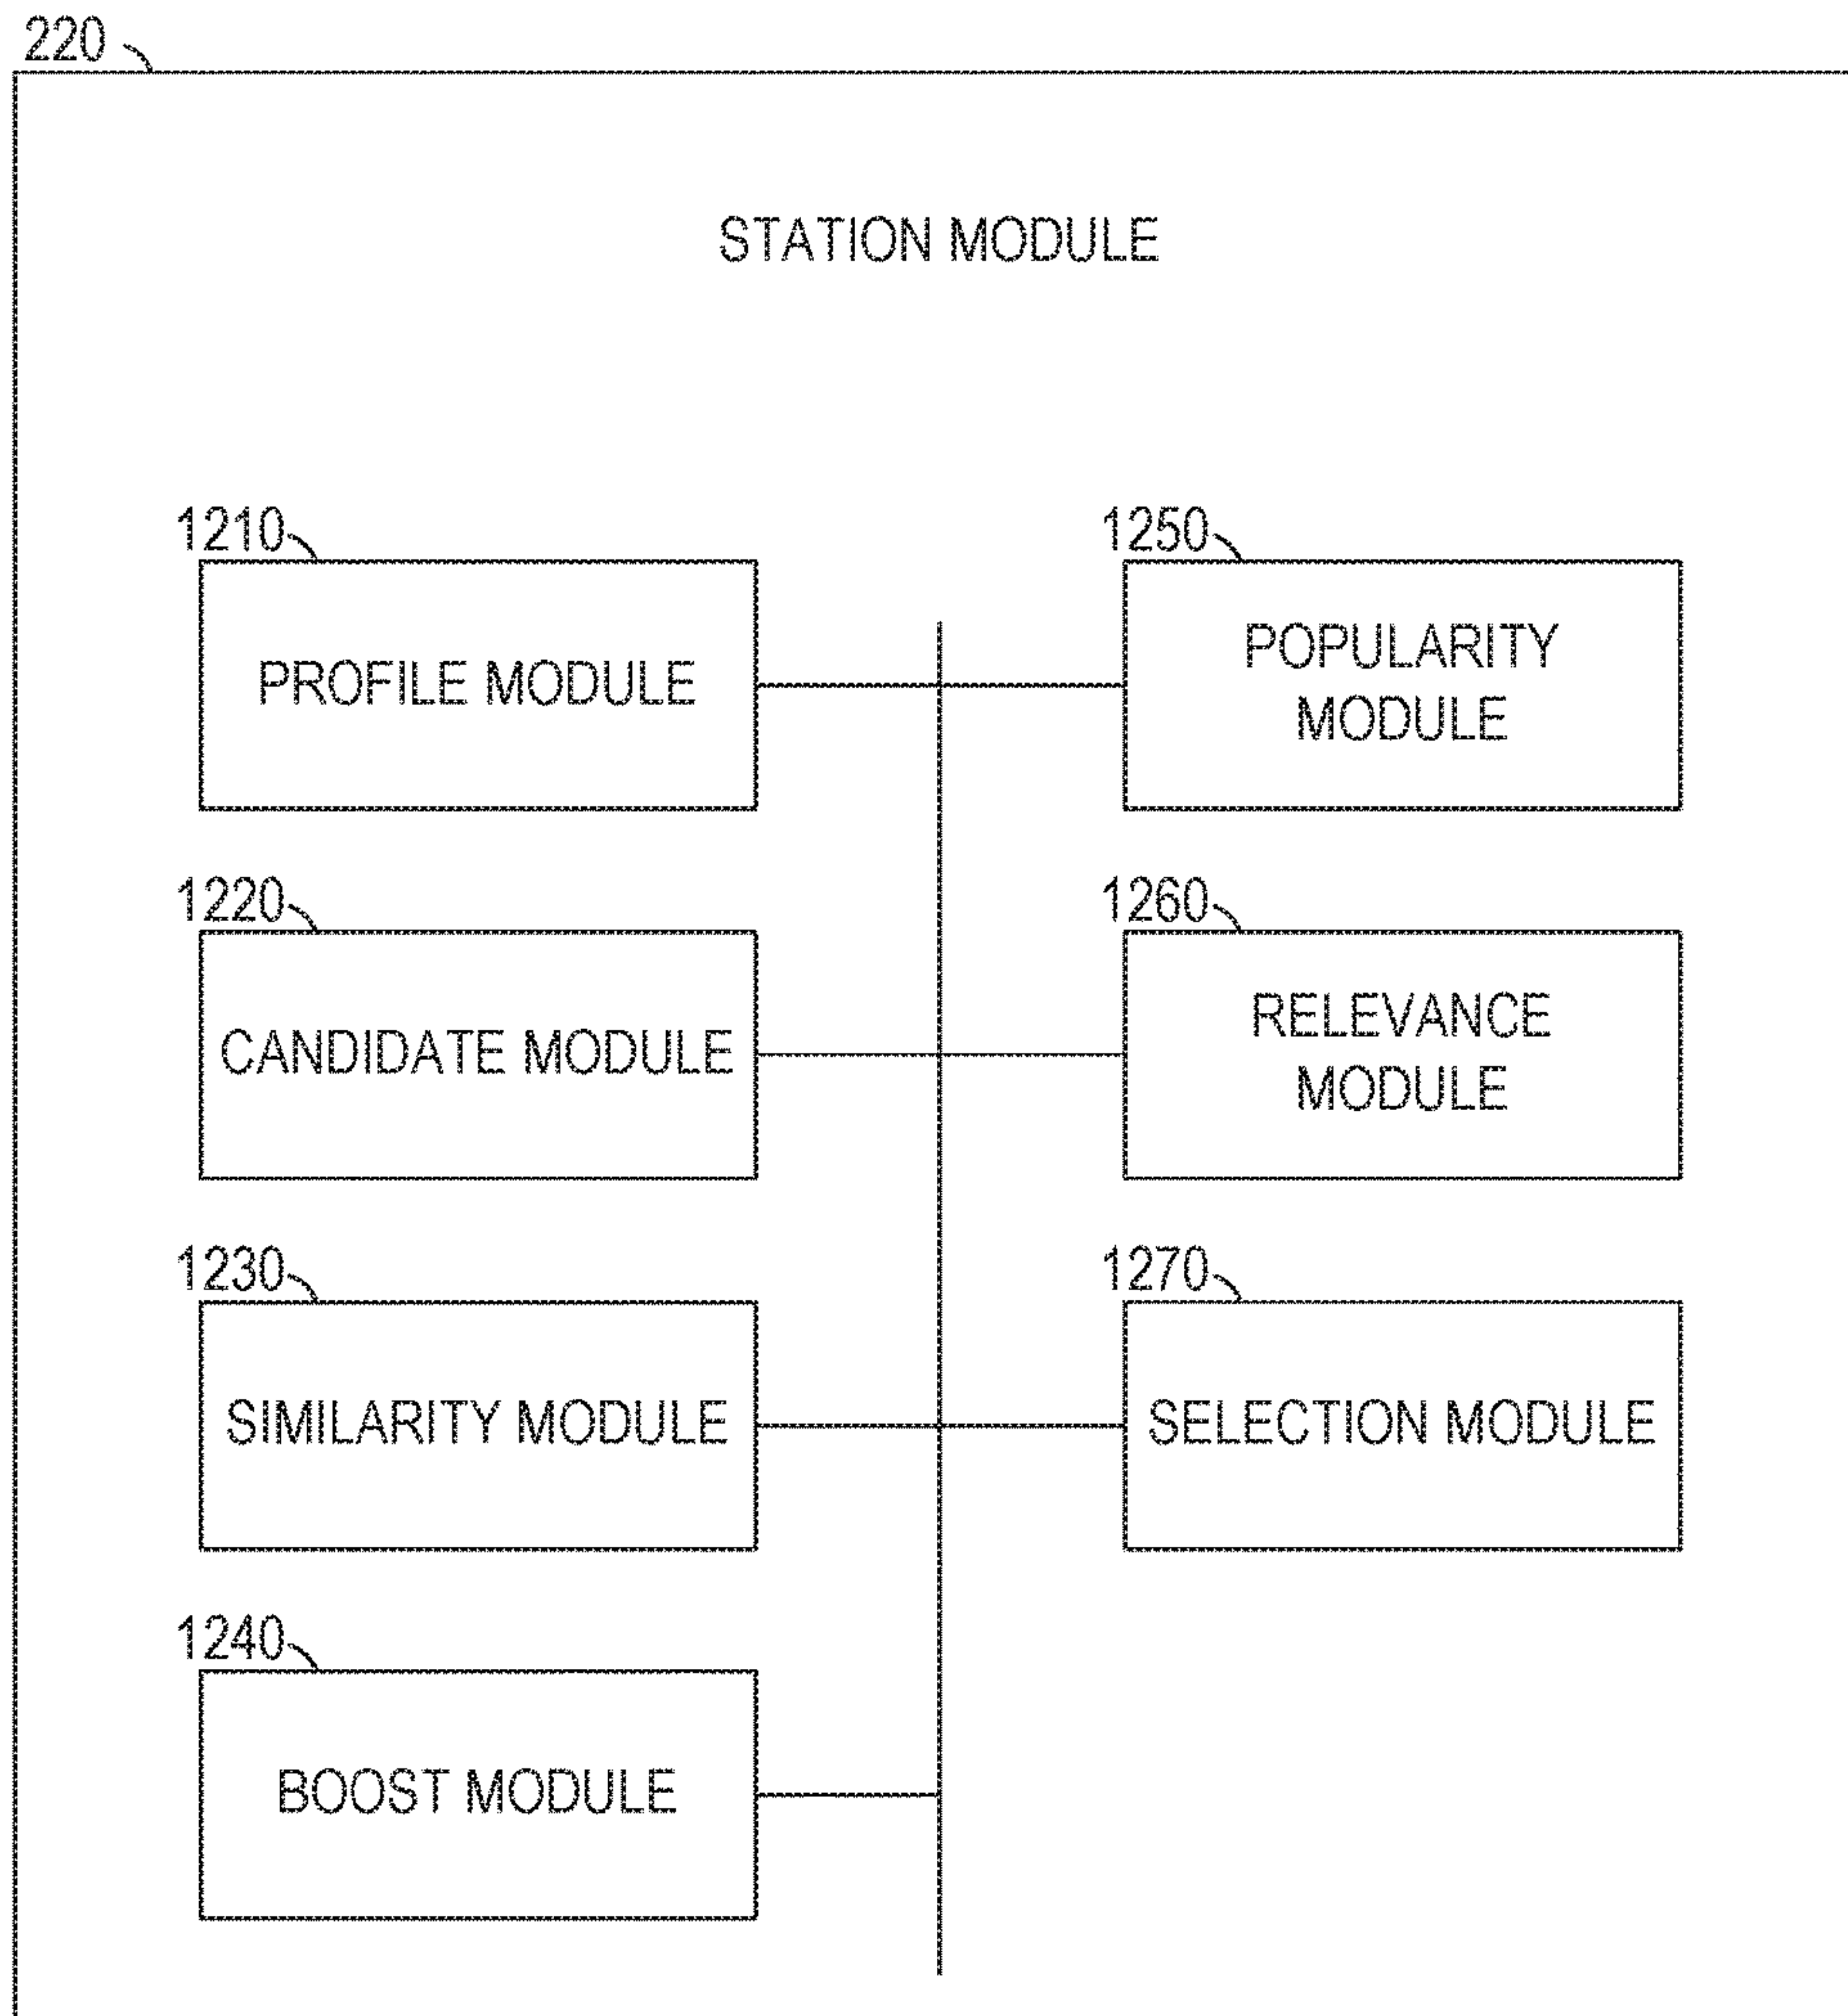 220
STATION MODULE
1210
PROFILE MODULE
1250
POPULARITY
MODULE
1220
CANDIDATE MODULE
1260
RELEVANCE
MODULE
1230
SIMILARITY MODULE
1270
SELECTION MODULE
1240
BOOST MODULE